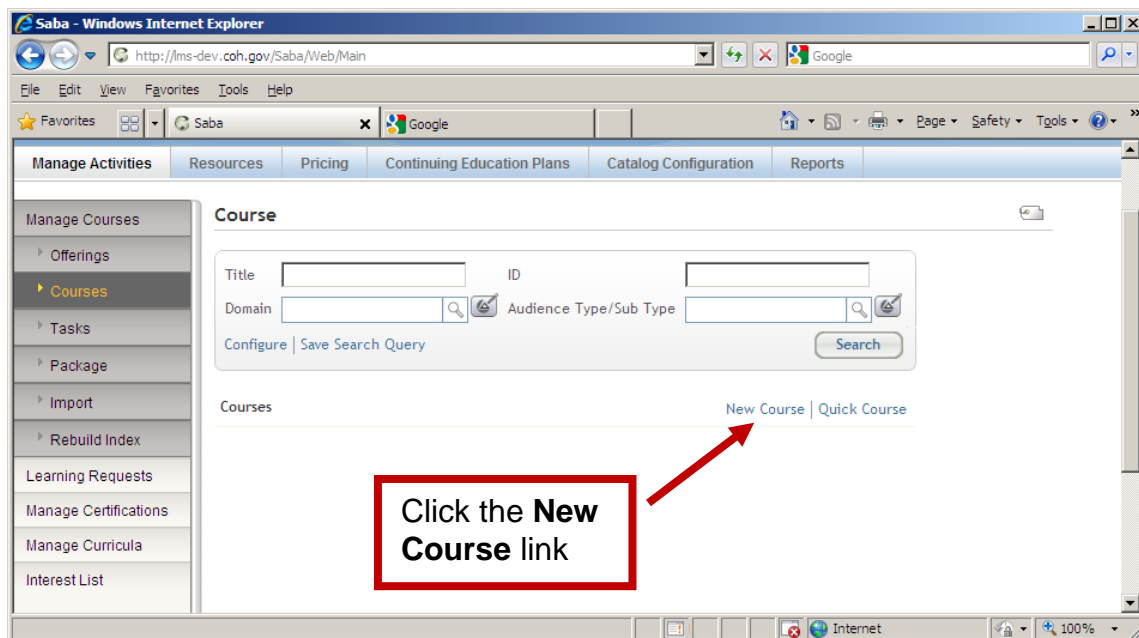 Saba - Windows Internet Explorer
http://lms-dev.coh.gov/Saba/Web/Main
Google
File Edit View Favorites Tools Help
Favorites Saba Google Page Safety Tools »
Manage Activities Resources Pricing Continuing Education Plans Catalog Configuration Reports
Manage Courses
Offerings
Courses
Tasks
Package
Import
Rebuild Index
Learning Requests
Manage Certifications
Manage Curricula
Interest List
Course
Title ID
Domain Audience Type/Sub Type
Configure | Save Search Query Search
Courses New Course | Quick Course
Click the New
Course link
Internet 100%